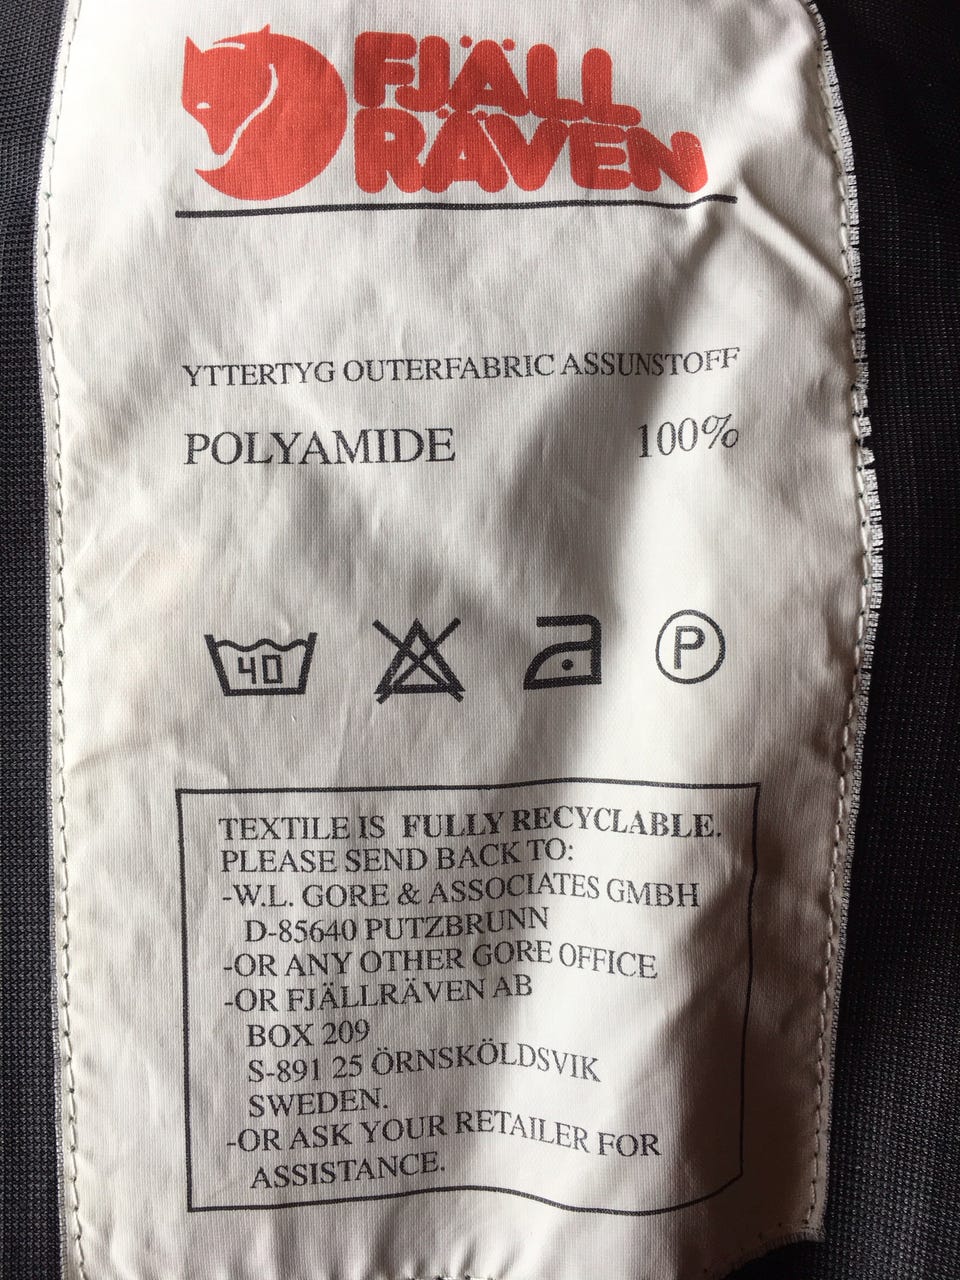 FJÄLL
RÄVEN
YTTERTYG OUTERFABRIC ASSUNSTOFF
POLYAMIDE 100%
40 P
TEXTILE IS FULLY RECYCLABLE.
PLEASE SEND BACK TO:
-W.L. GORE & ASSOCIATES GMBH
D-85640 PUTZBRUNN
-OR ANY OTHER GORE OFFICE
-OR FJÄLLRÄVEN AB
BOX 209
S-891 25 ÖRNSKÖLDSVIK
SWEDEN.
-OR ASK YOUR RETAILER FOR
ASSISTANCE.